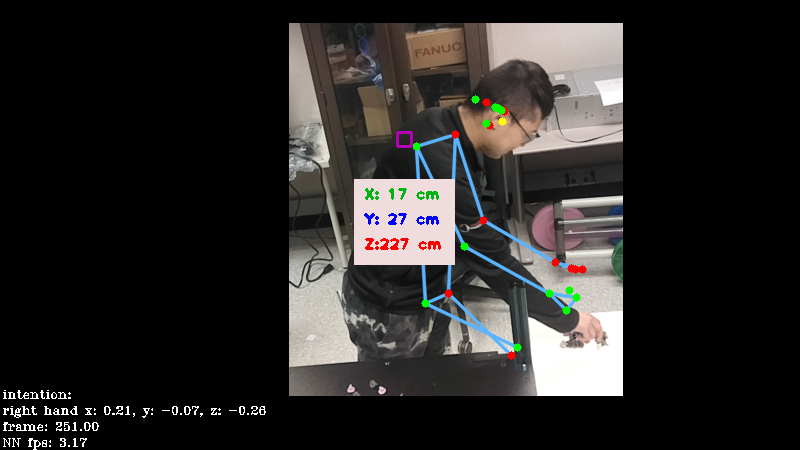 FANUC
X: 17 cm
Y: 27 cm
Z:227 cm
intention:
right hand x: 0.21, y: -0.07, z: -0.26
frame: 251.00
NN fps: 3.17